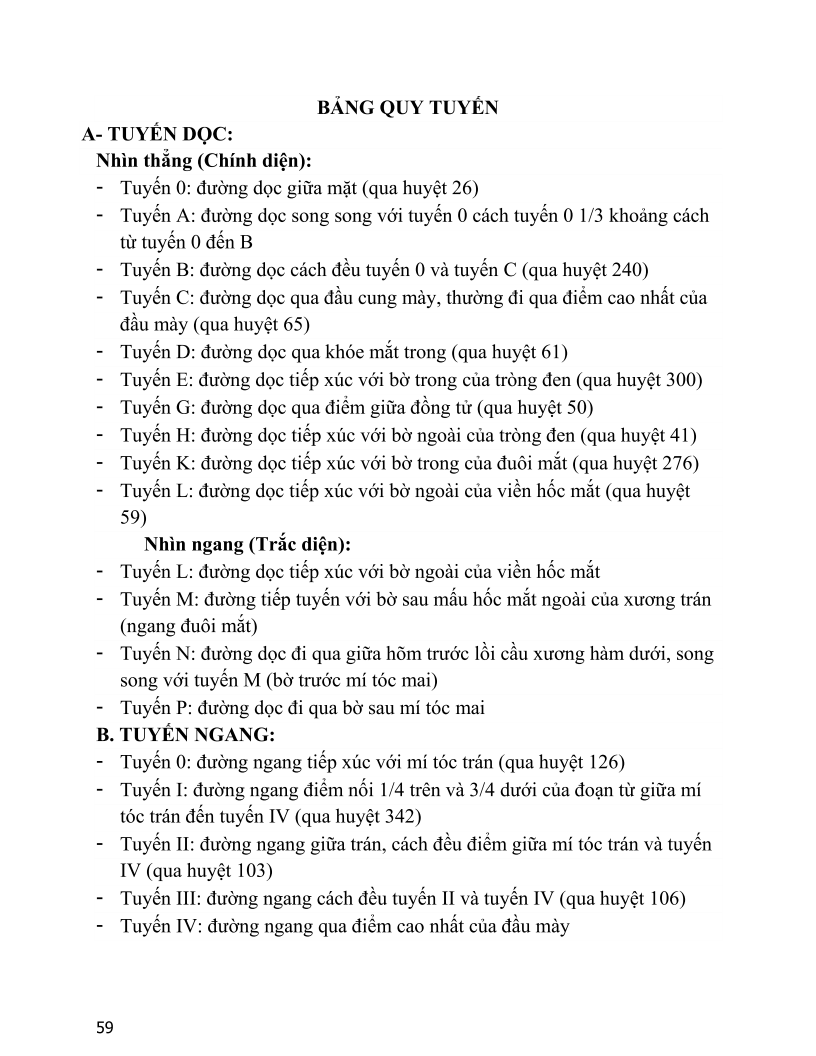 BẢNG QUY TUYẾN
A- TUYẾN DỌC:
Nhìn thẳng (Chính diện):
- Tuyến 0: đường dọc giữa mặt (qua huyệt 26)
- Tuyến A: đường dọc song song với tuyến 0 cách tuyến 0 1/3 khoảng cách
từ tuyến 0 đến B
- Tuyến B: đường dọc cách đều tuyến 0 và tuyến C (qua huyệt 240)
- Tuyến C: đường dọc qua đầu cung mày, thường đi qua điểm cao nhất của
đầu mày (qua huyệt 65)
- Tuyến D: đường dọc qua khóe mắt trong (qua huyệt 61)
- Tuyến E: đường dọc tiếp xúc với bờ trong của tròng đen (qua huyệt 300)
- Tuyến G: đường dọc qua điểm giữa đồng tử (qua huyệt 50)
- Tuyến H: đường dọc tiếp xúc với bờ ngoài của tròng đen (qua huyệt 41)
- Tuyến K: đường dọc tiếp xúc với bờ trong của đuôi mắt (qua huyệt 276)
- Tuyến L: đường dọc tiếp xúc với bờ ngoài của viền hốc mắt (qua huyệt
59)
Nhìn ngang (Trắc diện):
- Tuyến L: đường dọc tiếp xúc với bờ ngoài của viền hốc mắt
- Tuyến M: đường tiếp tuyến với bờ sau mấu hốc mắt ngoài của xương trán
(ngang đuôi mắt)
- Tuyến N: đường dọc đi qua giữa hõm trước lồi cầu xương hàm dưới, song
song với tuyến M (bờ trước mí tóc mai)
- Tuyến P: đường dọc đi qua bờ sau mí tóc mai
B. TUYẾN NGANG:
- Tuyến 0: đường ngang tiếp xúc với mí tóc trán (qua huyệt 126)
- Tuyến I: đường ngang điểm nối 1/4 trên và 3/4 dưới của đoạn từ giữa mí
tóc trán đến tuyến IV (qua huyệt 342)
- Tuyến II: đường ngang giữa trán, cách đều điểm giữa mí tóc trán và tuyến
IV (qua huyệt 103)
- Tuyến III: đường ngang cách đều tuyến II và tuyến IV (qua huyệt 106)
- Tuyến IV: đường ngang qua điểm cao nhất của đầu mày
59